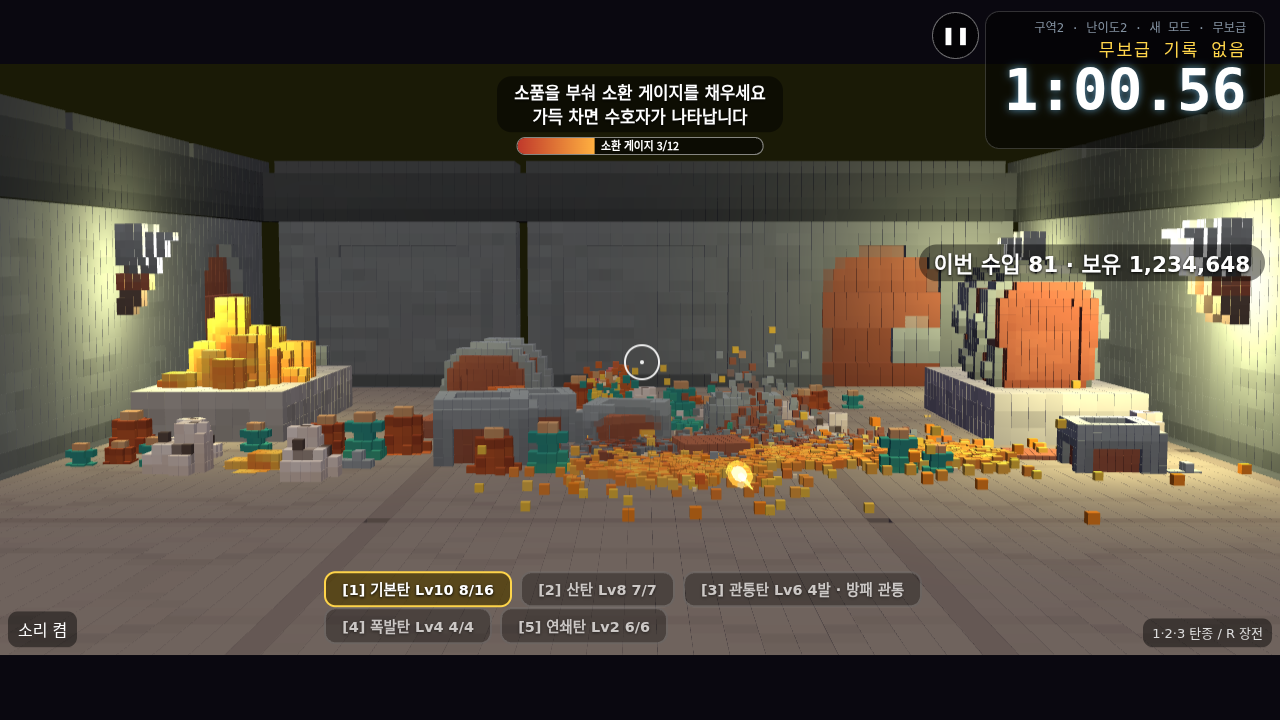 구역2 · 난이도2 · 새 모드 · 무보급
무보급 기록 없음
1:00.56
소품을 부숴 소환 게이지를 채우세요
가득 차면 수호자가 나타납니다
소환 게이지 3/12
이번 수입 81 · 보유 1,234,648
[1] 기본탄 Lv10 8/16
[2] 산탄 Lv8 7/7
[3] 관통탄 Lv6 4발 · 방패 관통
[4] 폭발탄 Lv4 4/4
[5] 연쇄탄 Lv2 6/6
소리 켬
1·2·3 탄종 / R 장전